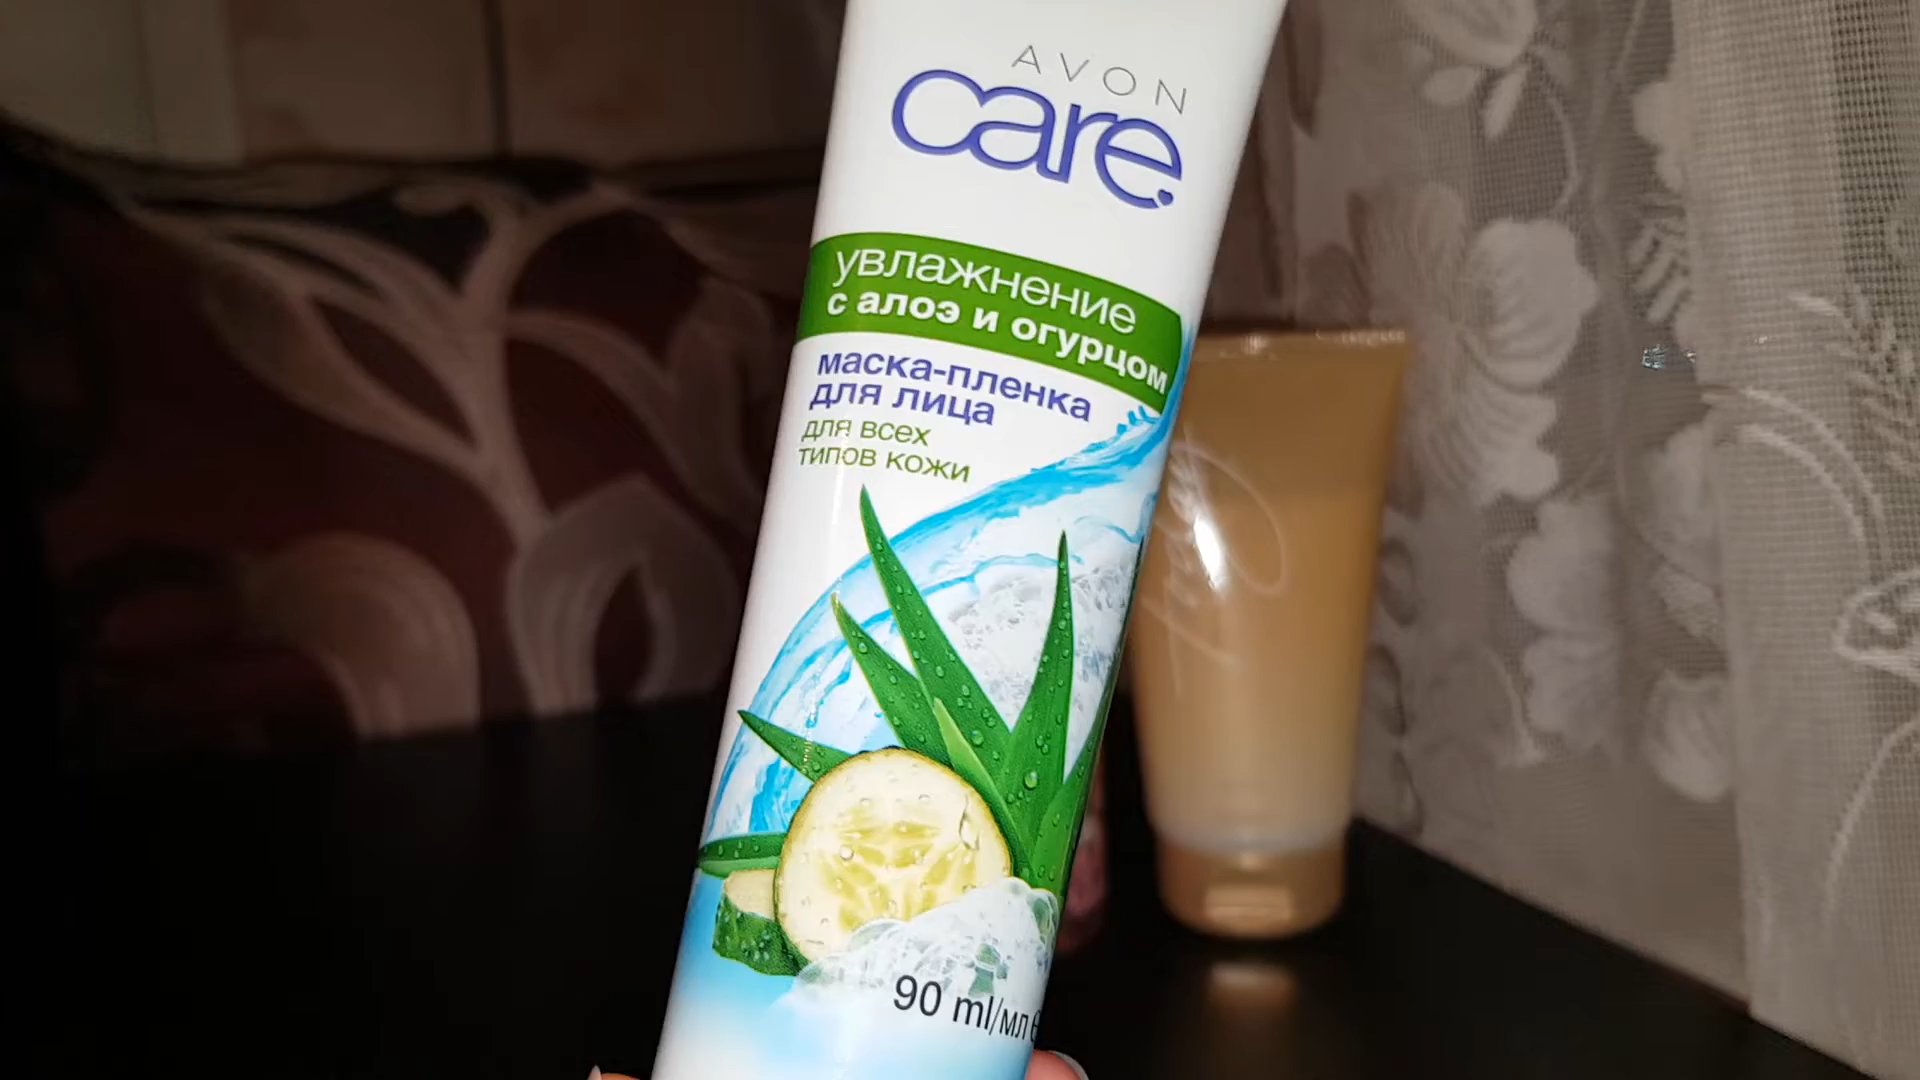 AVON
care
увлажнение
с алоэ и огурцом
маска-пленка
для лица
для всех
типов кожи
90 ml/мл